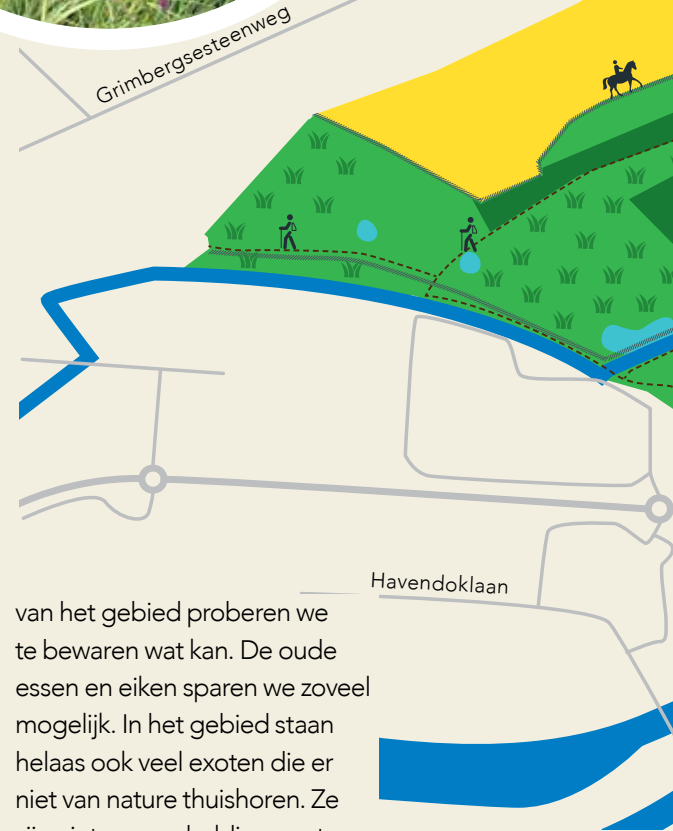 Grimbergsesteenweg
Havendoklaan
van het gebied proberen we
te bewaren wat kan. De oude
essen en eiken sparen we zoveel
mogelijk. In het gebied staan
helaas ook veel exoten die er
niet van nature thuishoren. Ze